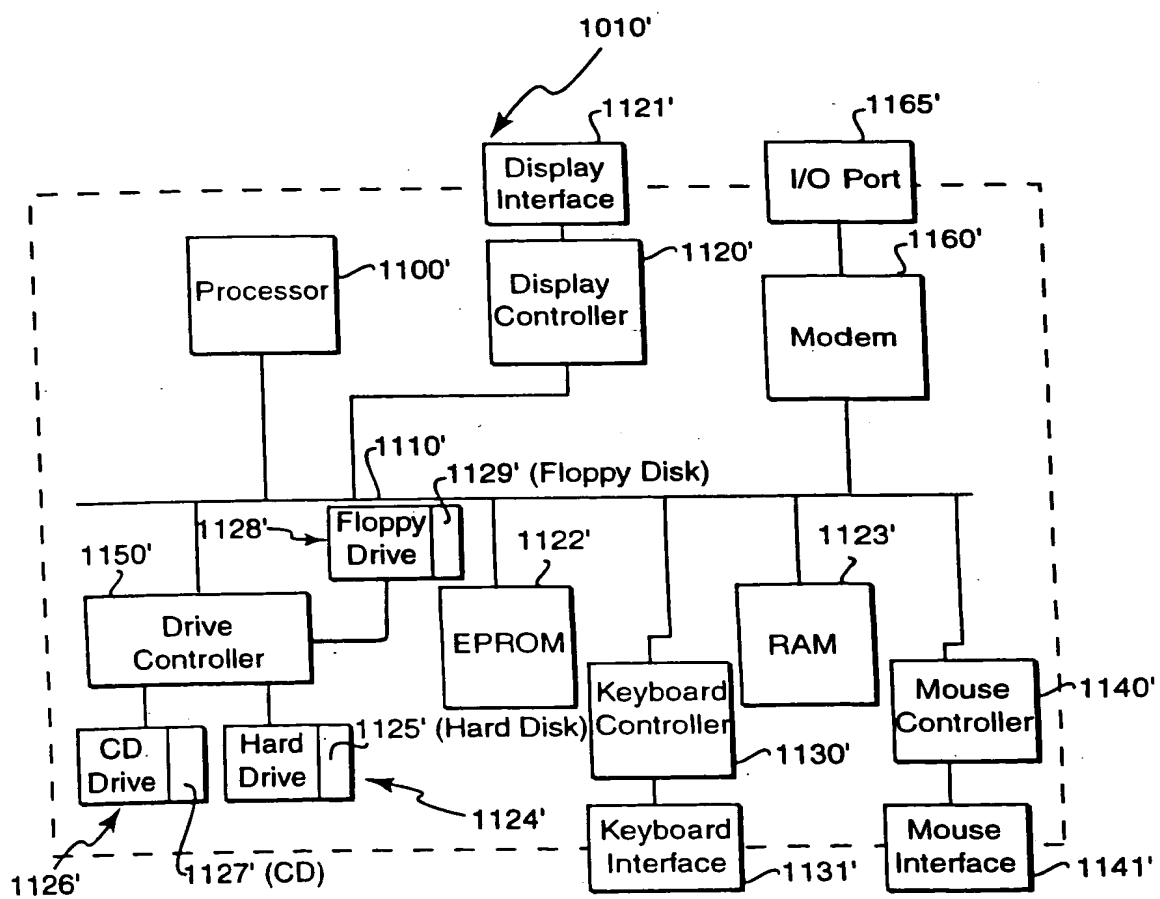 1010'
1121'
1165'
Display
Interface
I/O Port
1100'
1120'
1160'
Processor
Display
Controller
Modem
1110'
1129' (Floppy Disk)
1128'
Floppy
Drive
1150'
1122'
1123'
Drive
Controller
EPROM
RAM
Keyboard
Controller
Mouse
Controller
1140'
1125' (Hard Disk)
CD
Drive
Hard
Drive
1130'
1124'
Keyboard
Interface
Mouse
Interface
1126'
1127' (CD)
1131'
1141'